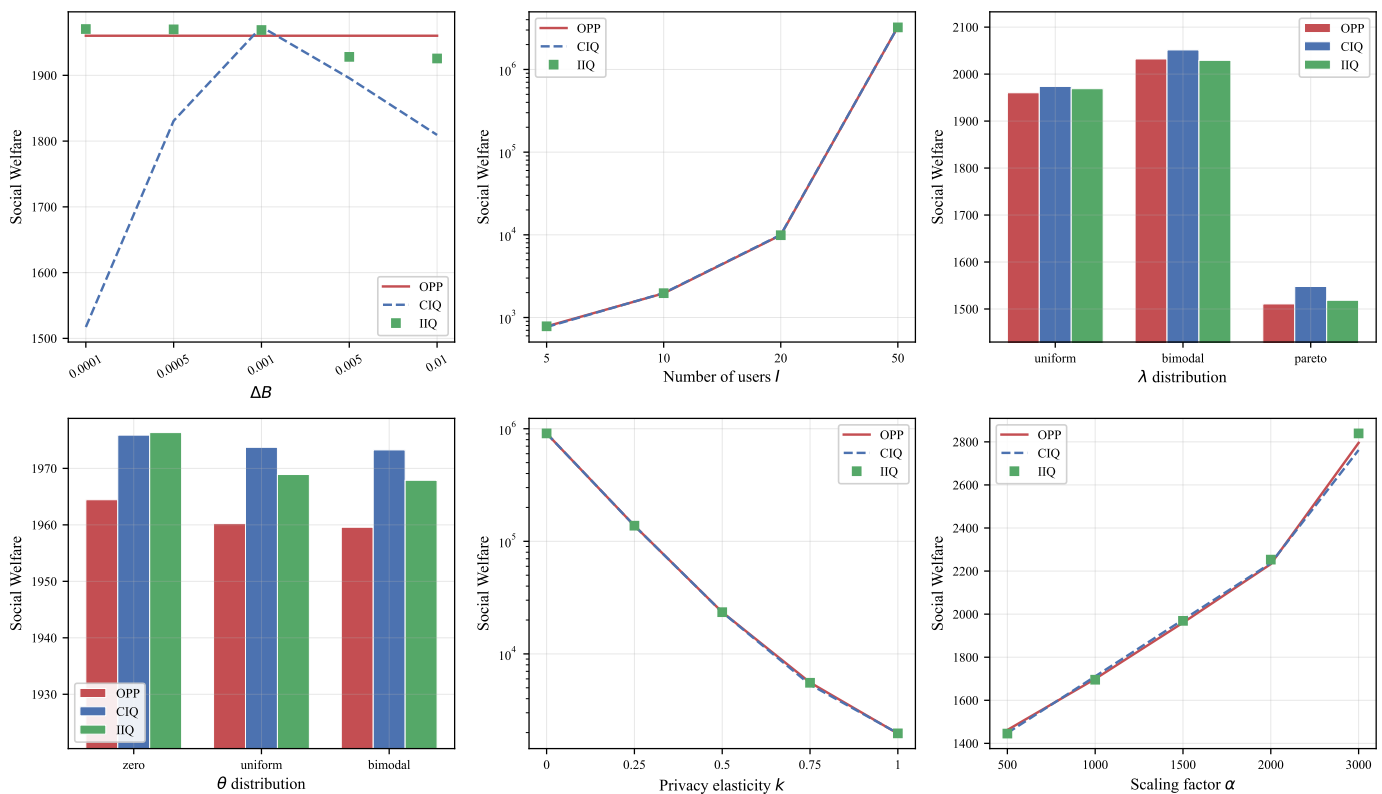 Social Welfare
1900
1800
1700
1600
1500
0.0001
0.0005
0.001
0.005
0.01
ΔB
OPP
CIQ
IIQ
Social Welfare
10^6
10^5
10^4
10^3
5
10
20
50
Number of users I
OPP
CIQ
IIQ
Social Welfare
2100
2000
1900
1800
1700
1600
1500
uniform
bimodal
pareto
λ distribution
OPP
CIQ
IIQ
Social Welfare
1970
1960
1950
1940
1930
zero
uniform
bimodal
θ distribution
OPP
CIQ
IIQ
Social Welfare
10^6
10^5
10^4
0
0.25
0.5
0.75
1
Privacy elasticity k
OPP
CIQ
IIQ
Social Welfare
2800
2600
2400
2200
2000
1800
1600
1400
500
1000
1500
2000
3000
Scaling factor α
OPP
CIQ
IIQ